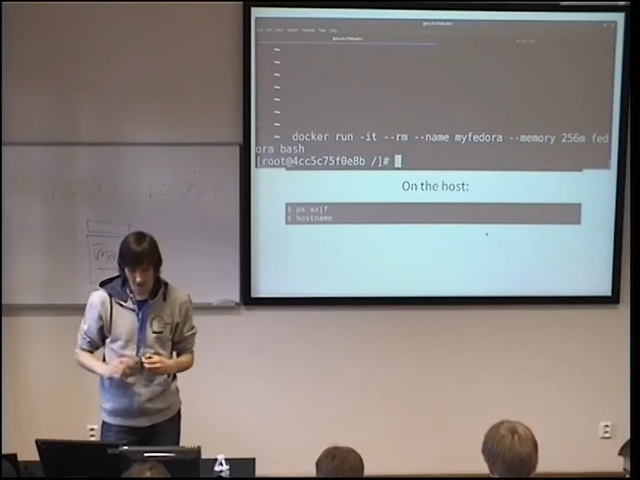 ~
~
~
~
~
~
~
~ docker run -it --rm --name myfedora --memory 256m fed
ora bash
[root@4cc5c75f0e8b /]#
On the host:
$ ps axjf
$ hostname